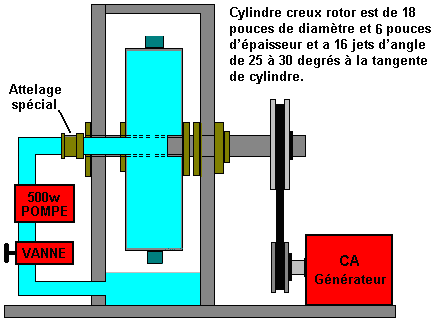 Cylindre creux rotor est de 18
pouces de diamètre et 6 pouces
d'épaisseur et a 16 jets d'angle
de 25 à 30 degrés à la tangente
de cylindre.
Attelage
spécial
500w
POMPE
VANNE
CA
Générateur